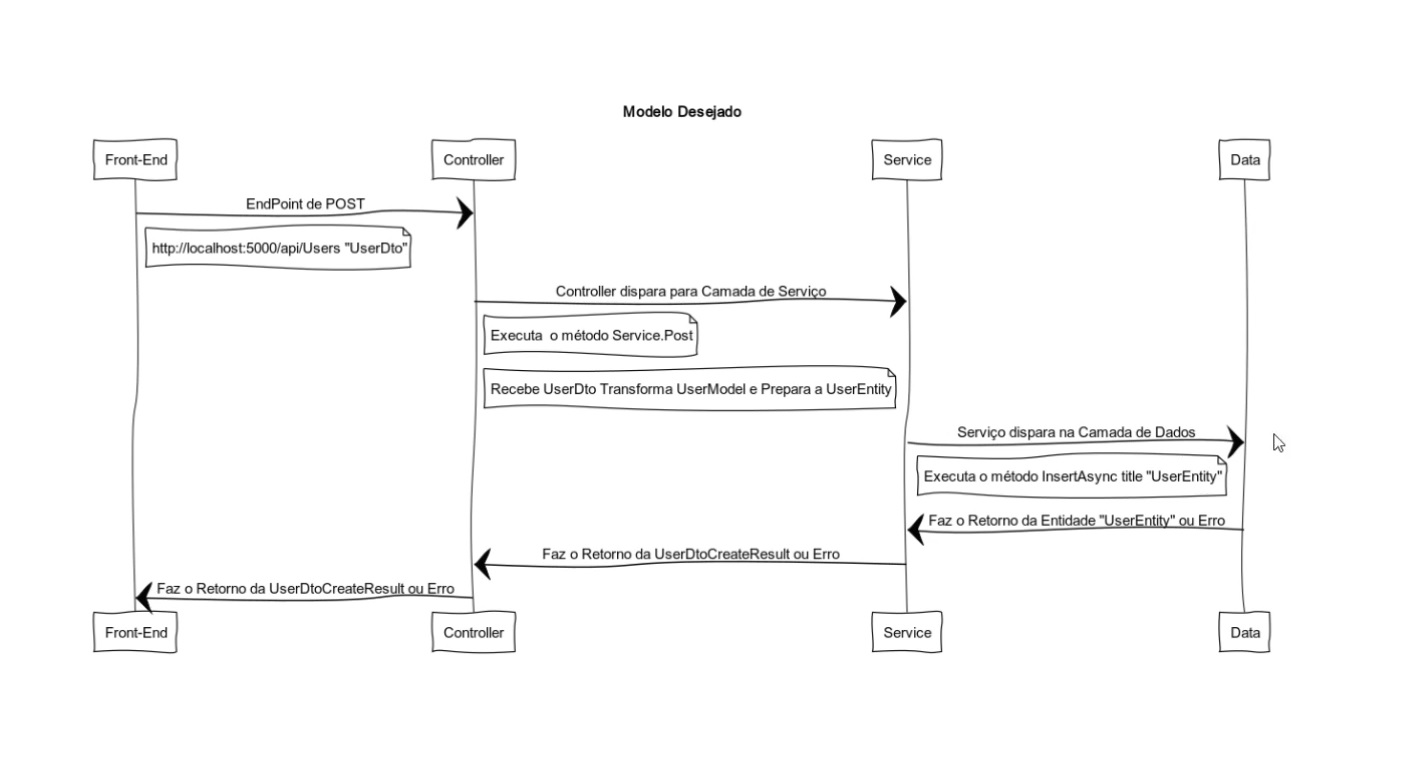 Modelo Desejado
Front-End
Controller
Service
Data
EndPoint de POST
http://localhost:5000/api/Users "UserDto"
Controller dispara para Camada de Serviço
Executa  o método Service.Post
Recebe UserDto Transforma UserModel e Prepara a UserEntity
Serviço dispara na Camada de Dados
Executa o método InsertAsync title "UserEntity"
Faz o Retorno da Entidade "UserEntity" ou Erro
Faz o Retorno da UserDtoCreateResult ou Erro
Faz o Retorno da UserDtoCreateResult ou Erro
Front-End
Controller
Service
Data